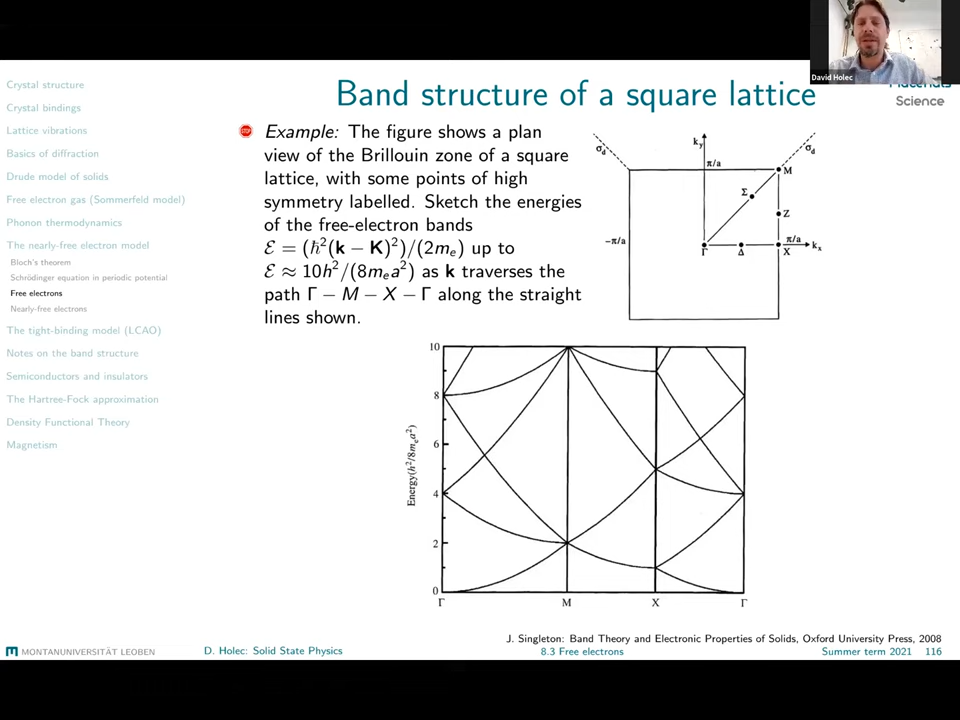 David Holec
Materials
Science
Crystal structure
Crystal bindings
Lattice vibrations
Basics of diffraction
Drude model of solids
Free electron gas (Sommerfeld model)
Phonon thermodynamics
The nearly-free electron model
Bloch's theorem
Schrödinger equation in periodic potential
Free electrons
Nearly-free electrons
The tight-binding model (LCAO)
Notes on the band structure
Semiconductors and insulators
The Hartree-Fock approximation
Density Functional Theory
Magnetism
Band structure of a square lattice
STOP
Example: The figure shows a plan
view of the Brillouin zone of a square
lattice, with some points of high
symmetry labelled. Sketch the energies
of the free-electron bands
ℰ = (ħ²(k − K)²)/(2mₑ) up to
ℰ ≈ 10h²/(8mₑa²) as k traverses the
path Γ − M − X − Γ along the straight
lines shown.
σd
ky
σd
π/a
M
Σ
Z
−π/a
π/a
kx
Γ
Δ
X
Energy(h²/8mₑa²)
10
8
6
4
2
0
Γ
M
X
Γ
J. Singleton: Band Theory and Electronic Properties of Solids, Oxford University Press, 2008
MONTANUNIVERSITÄT LEOBEN
D. Holec: Solid State Physics
8.3 Free electrons
Summer term 2021 116